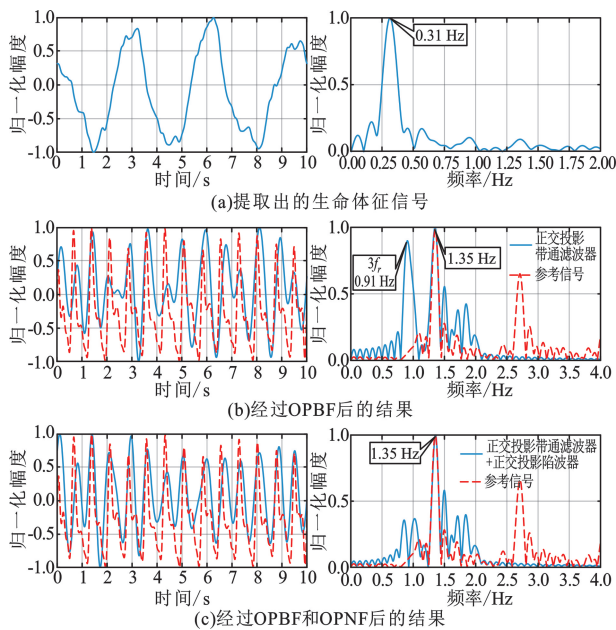 归一化幅度
1.0
0.5
0.0
-0.5
-1.0
0 1 2 3 4 5 6 7 8 9 10
时间/s
归一化幅度
1.0
0.5
0
0.31 Hz
0.00 0.25 0.50 0.75 1.00 1.25 1.50 1.75 2.00
频率/Hz
(a)提取出的生命体征信号
归一化幅度
1.0
0.5
0.0
-0.5
-1.0
0 1 2 3 4 5 6 7 8 9 10
时间/s
归一化幅度
1.0
0.5
0.0
3fr
0.91 Hz
1.35 Hz
正交投影
带通滤波器
参考信号
0.0 0.5 1.0 1.5 2.0 2.5 3.0 3.5 4.0
频率/Hz
(b)经过OPBF后的结果
归一化幅度
1.0
0.5
0.0
-0.5
-1.0
0 1 2 3 4 5 6 7 8 9 10
时间/s
归一化幅度
1.0
0.5
0.0
1.35 Hz
正交投影带通滤波器
+正交投影陷波器
参考信号
0.0 0.5 1.0 1.5 2.0 2.5 3.0 3.5 4.0
频率/Hz
(c)经过OPBF和OPNF后的结果